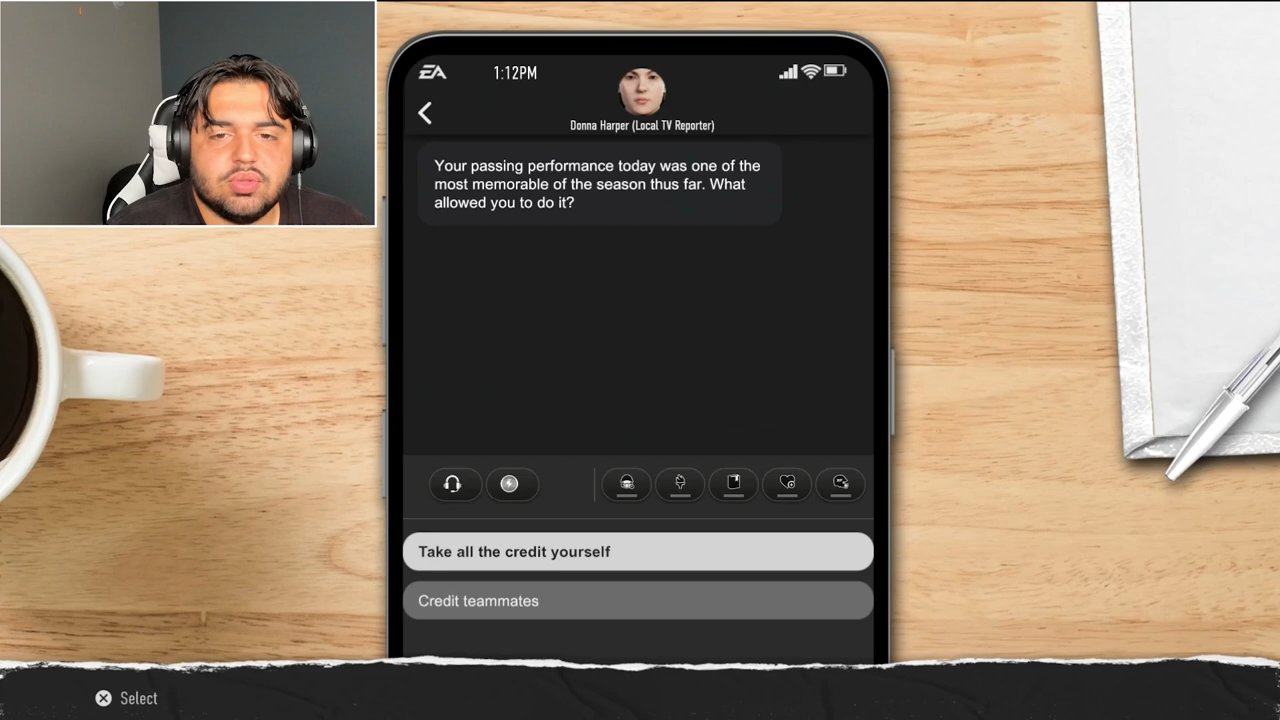 EA
1:12PM
Donna Harper (Local TV Reporter)
Your passing performance today was one of the
most memorable of the season thus far. What
allowed you to do it?
Take all the credit yourself
Credit teammates
Select